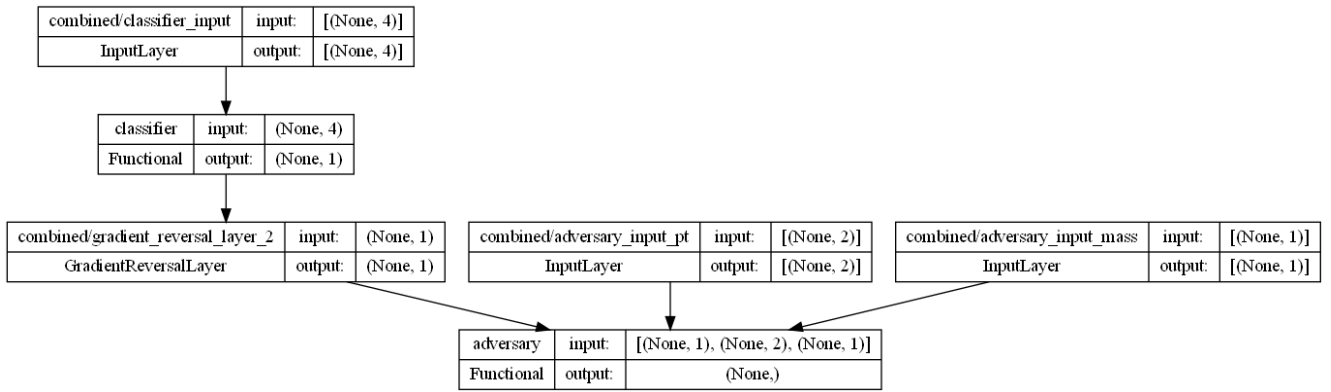 combined/classifier_input input: [(None, 4)]
InputLayer output: [(None, 4)]
classifier input: (None, 4)
Functional output: (None, 1)
combined/gradient_reversal_layer_2 input: (None, 1) combined/adversary_input_pt input: [(None, 2)] combined/adversary_input_mass input: [(None, 1)]
GradientReversalLayer output: (None, 1) InputLayer output: [(None, 2)] InputLayer output: [(None, 1)]
adversary input: [(None, 1), (None, 2), (None, 1)]
Functional output: (None,)